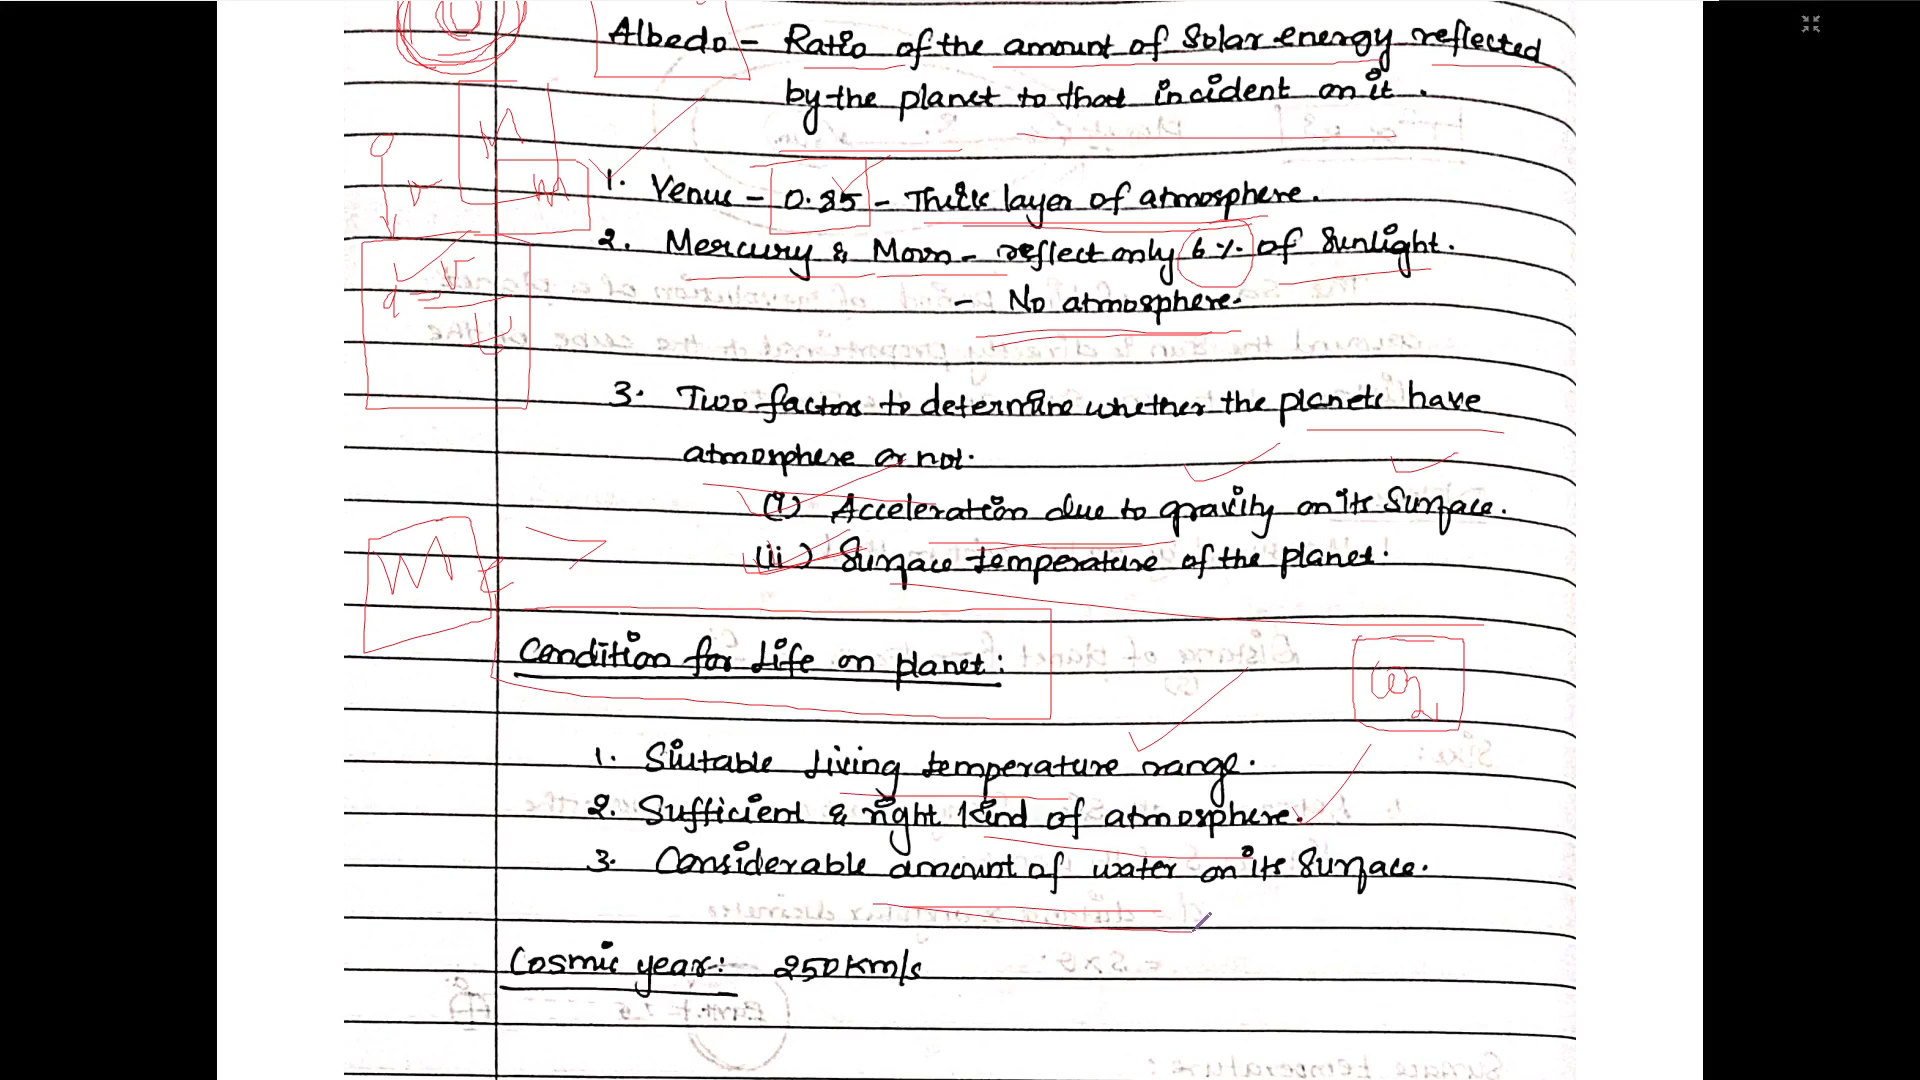 Albedo - Ratio of the amount of Solar energy reflected
by the planet to that incident on it.
1. Venus - 0.85 - Thick layer of atmosphere.
2. Mercury & Moon - reflect only 6% of Sunlight.
- No atmosphere.
3. Two factors to determine whether the planets have
atmosphere or not.
(i) Acceleration due to gravity on its Surface.
(ii) Surface temperature of the planet.
Condition for Life on planet:
1. Suitable living temperature range.
2. Sufficient & right kind of atmosphere.
3. Considerable amount of water on its Surface.
Cosmic year: 250 Km/s